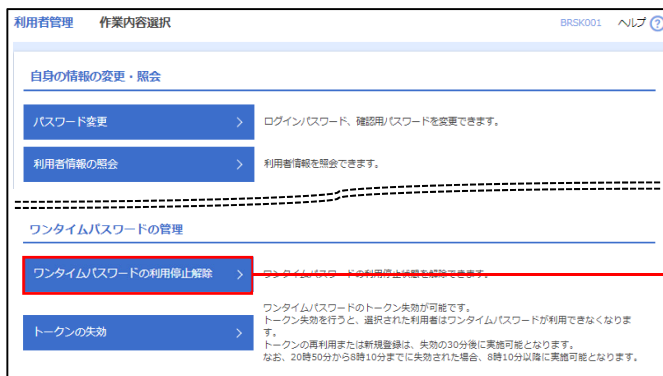 利用者管理 作業内容選択 BRSK001 ヘルプ ?
自身の情報の変更・照会
パスワード変更 ログインパスワード、確認用パスワードを変更できます。
利用者情報の照会 利用者情報を照会できます。
ワンタイムパスワードの管理
ワンタイムパスワードの利用停止解除 ワンタイムパスワードの利用停止状態を解除できます。
ワンタイムパスワードのトークン失効が可能です。
トークン失効を行うと、選択された利用者はワンタイムパスワードが利用できなくなりま
トークンの失効 す。
トークンの再利用または新規登録は、失効の30分後に実施可能となります。
なお、20時50分から8時10分までに失効された場合、8時10分以降に実施可能となります。